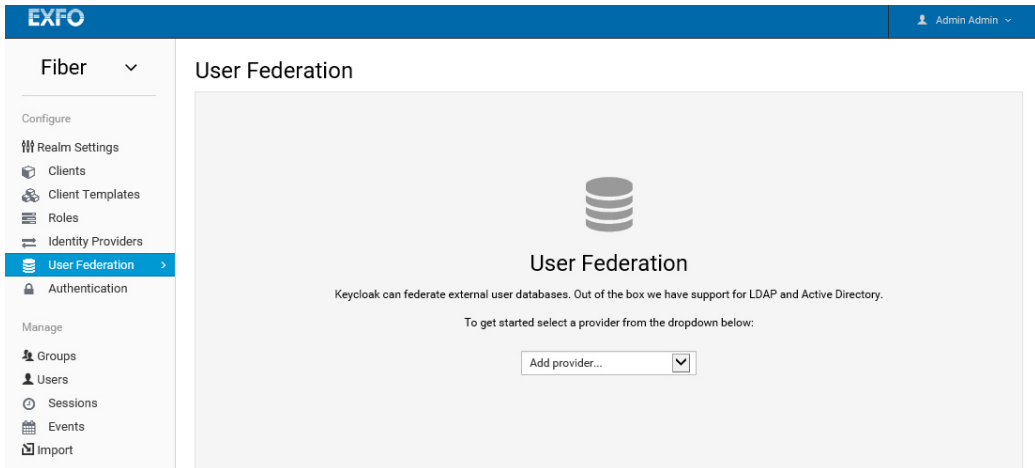 EXFO
Admin Admin
Fiber
User Federation
Configure
Realm Settings
Clients
Client Templates
Roles
Identity Providers
User Federation
Authentication
Manage
Groups
Users
Sessions
Events
Import
User Federation
Keycloak can federate external user databases. Out of the box we have support for LDAP and Active Directory.
To get started select a provider from the dropdown below:
Add provider...